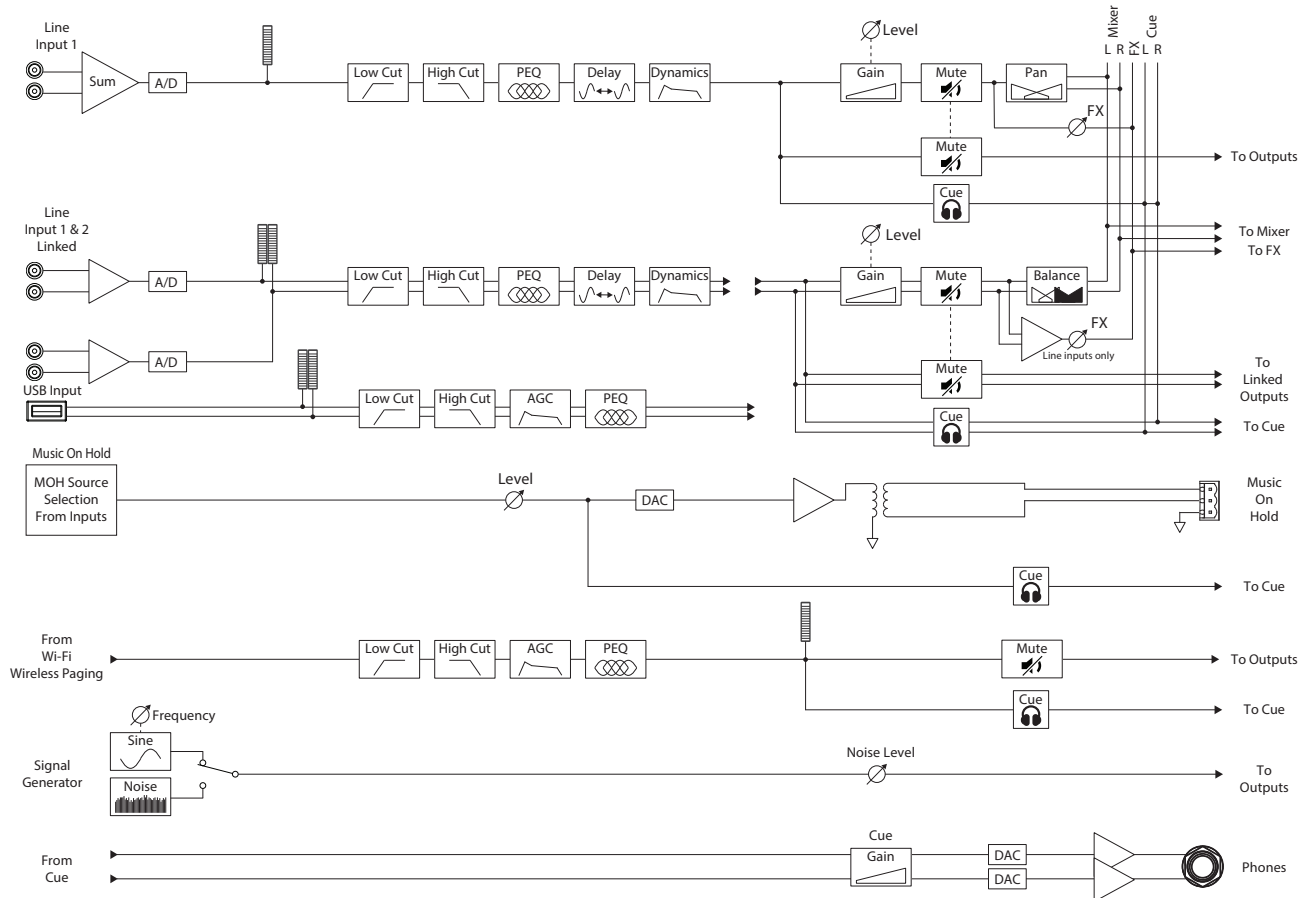 Line
Input 1
Sum
A/D
Low Cut
High Cut
PEQ
Delay
Dynamics
Level
Gain
Mute
Pan
FX
Mute
Cue
Mixer
FX
Cue
L R L R
To Outputs
To Mixer
To FX
Line
Input 1 & 2
Linked
A/D
Low Cut
High Cut
PEQ
Delay
Dynamics
Level
Gain
Mute
Balance
FX
Line inputs only
Mute
Cue
To
Linked
Outputs
To Cue
A/D
USB Input
Low Cut
High Cut
AGC
PEQ
Music On Hold
MOH Source
Selection
From Inputs
Level
DAC
Music
On
Hold
Cue
To Cue
From
Wi-Fi
Wireless Paging
Low Cut
High Cut
AGC
PEQ
Mute
To Outputs
Cue
To Cue
Signal
Generator
Frequency
Sine
Noise
Noise Level
To
Outputs
From
Cue
Cue
Gain
DAC
DAC
Phones